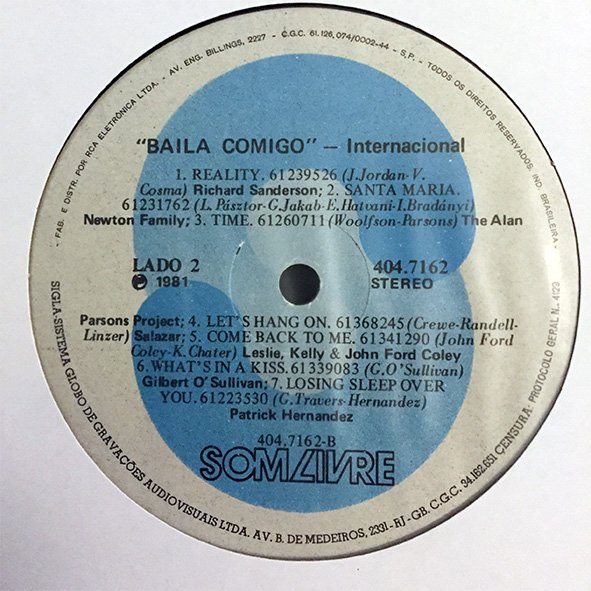 - FAB. E DISTR. POR RCA ELETRÔNICA LTDA. - AV. ENG. BILLINGS, 2227 - C.G.C. 61.126.074/0002-44 - S.P. - TODOS OS DIREITOS RESERVADOS. IND. BRASILEIRA -
"BAILA COMIGO" — Internacional
1. REALITY. 61239526 (J.Jordan-V.
Cosma) Richard Sanderson; 2. SANTA MARIA.
61231762 (L. Pásztor-G.Jakab-E.Hatvani-I.Bradányi)
Newton Family; 3. TIME. 61260711 (Woolfson-Parsons) The Alan
LADO 2
℗ 1981
404.7162
STEREO
Parsons Project; 4. LET'S HANG ON. 61368245 (Crewe-Randell-
Linzer) Salazar; 5. COME BACK TO ME. 61341290 (John Ford
Coley-K. Chater) Leslie, Kelly & John Ford Coley
6. WHAT'S IN A KISS. 61339083 (G.O'Sullivan)
Gilbert O'Sullivan; 7. LOSING SLEEP OVER
YOU. 61223530 (G.Travers-Hernandez)
Patrick Hernandez
404.7162-B
SOM LIVRE
SIGLA.SISTEMA GLOBO DE GRAVACÕES AUDIOVISUAIS LTDA. AV. B. DE MEDEIROS, 2331-RJ-GB. C.G.C. 34.162.651 CENSURA: PROTOCOLO GERAL N.. 4129